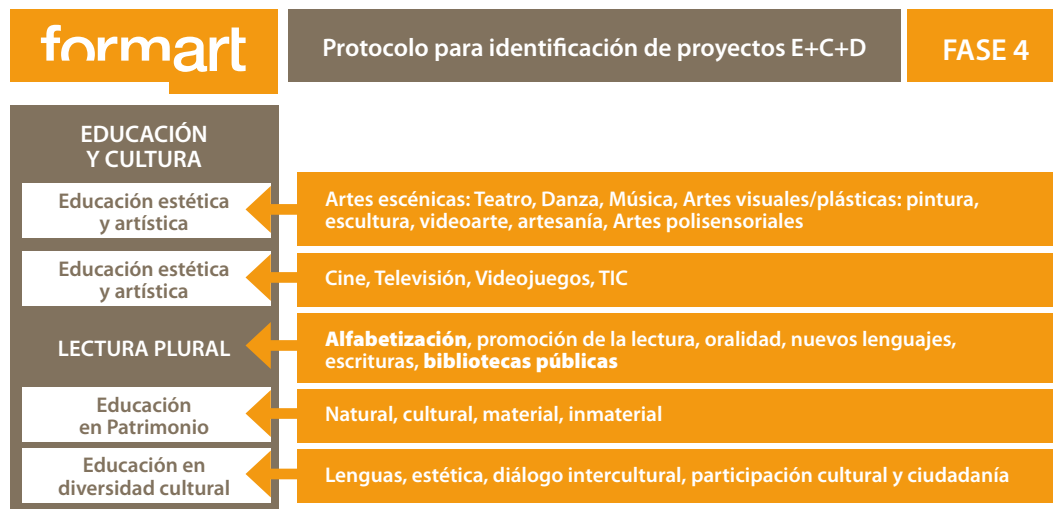 formart
Protocolo para identificación de proyectos E+C+D
FASE 4
EDUCACIÓN
Y CULTURA
Educación estética
y artística
Artes escénicas: Teatro, Danza, Música, Artes visuales/plásticas: pintura,
escultura, videoarte, artesanía, Artes polisensoriales
Educación estética
y artística
Cine, Televisión, Videojuegos, TIC
LECTURA PLURAL
Alfabetización, promoción de la lectura, oralidad, nuevos lenguajes,
escrituras, bibliotecas públicas
Educación
en Patrimonio
Natural, cultural, material, inmaterial
Educación en
diversidad cultural
Lenguas, estética, diálogo intercultural, participación cultural y ciudadanía